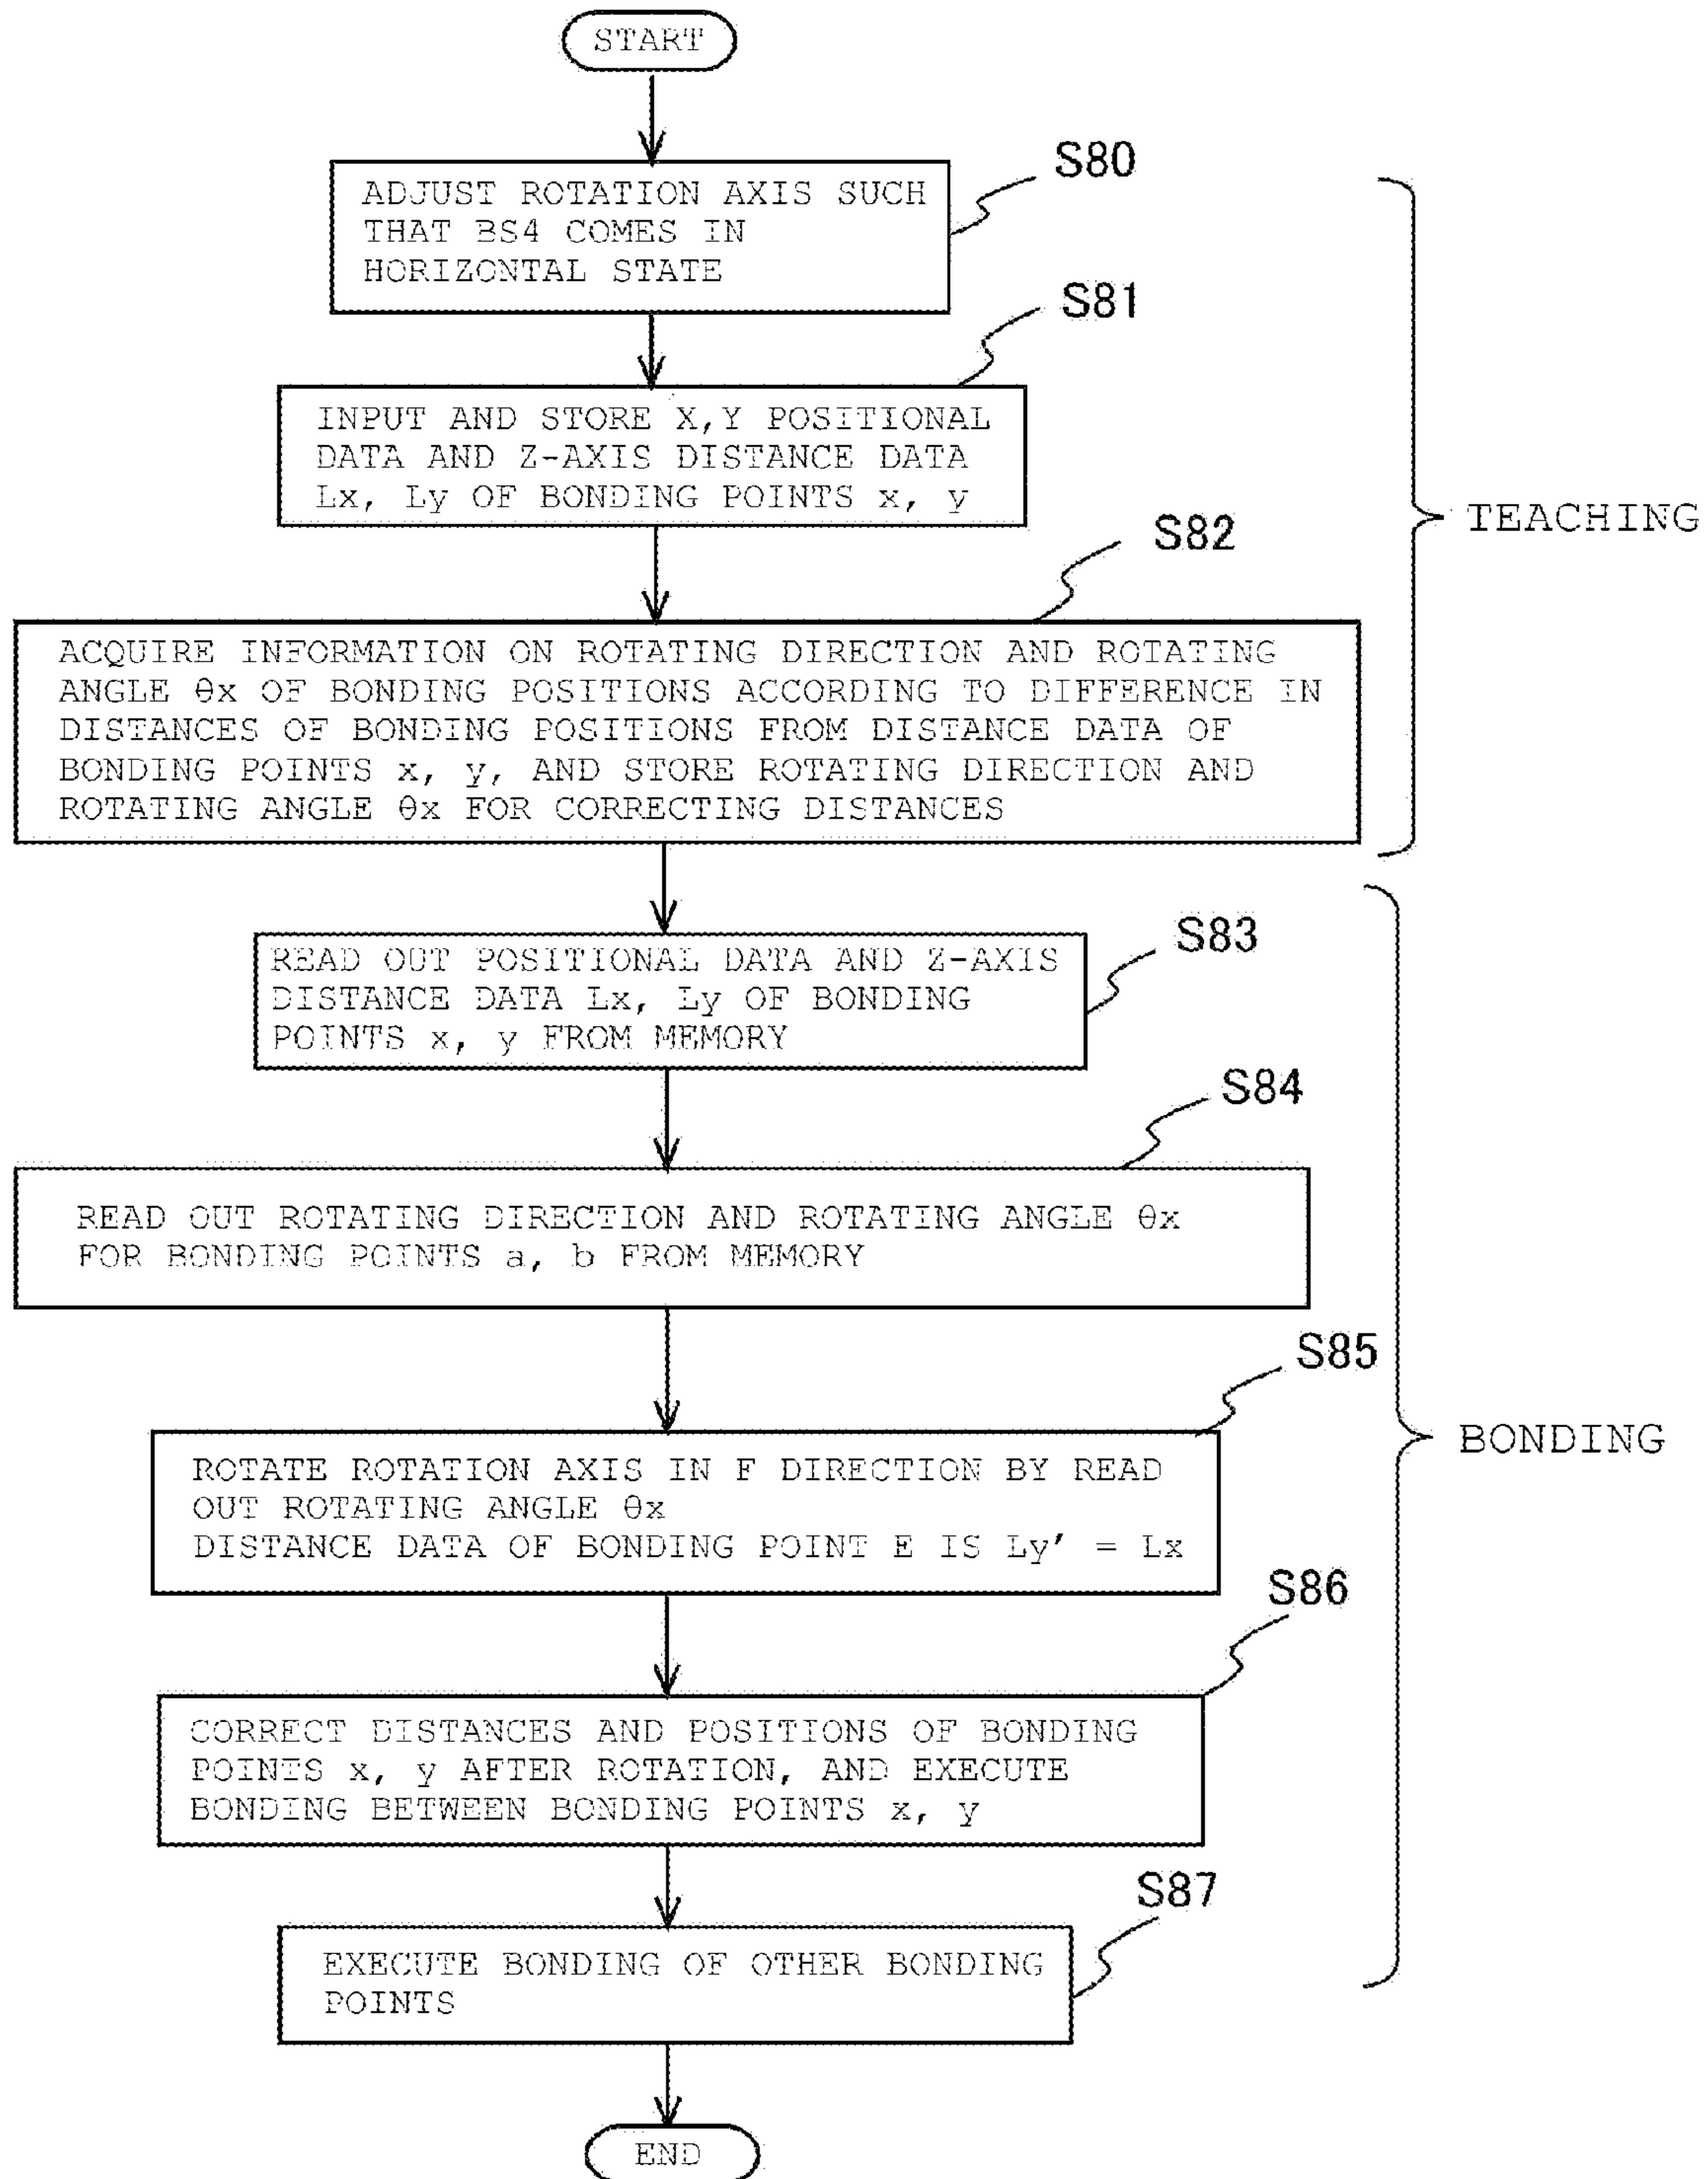 START
S80
ADJUST ROTATION AXIS SUCH
THAT BS4 COMES IN
HORIZONTAL STATE
S81
INPUT AND STORE X,Y POSITIONAL
DATA AND Z-AXIS DISTANCE DATA
Lx, Ly OF BONDING POINTS x, y
S82
ACQUIRE INFORMATION ON ROTATING DIRECTION AND ROTATING
ANGLE θx OF BONDING POSITIONS ACCORDING TO DIFFERENCE IN
DISTANCES OF BONDING POSITIONS FROM DISTANCE DATA OF
BONDING POINTS x, y, AND STORE ROTATING DIRECTION AND
ROTATING ANGLE θx FOR CORRECTING DISTANCES
TEACHING
S83
READ OUT POSITIONAL DATA AND Z-AXIS
DISTANCE DATA Lx, Ly OF BONDING
POINTS x, y FROM MEMORY
S84
READ OUT ROTATING DIRECTION AND ROTATING ANGLE θx
FOR BONDING POINTS a, b FROM MEMORY
S85
ROTATE ROTATION AXIS IN F DIRECTION BY READ
OUT ROTATING ANGLE θx
DISTANCE DATA OF BONDING POINT E IS Ly' = Lx
BONDING
S86
CORRECT DISTANCES AND POSITIONS OF BONDING
POINTS x, y AFTER ROTATION, AND EXECUTE
BONDING BETWEEN BONDING POINTS x, y
S87
EXECUTE BONDING OF OTHER BONDING
POINTS
END